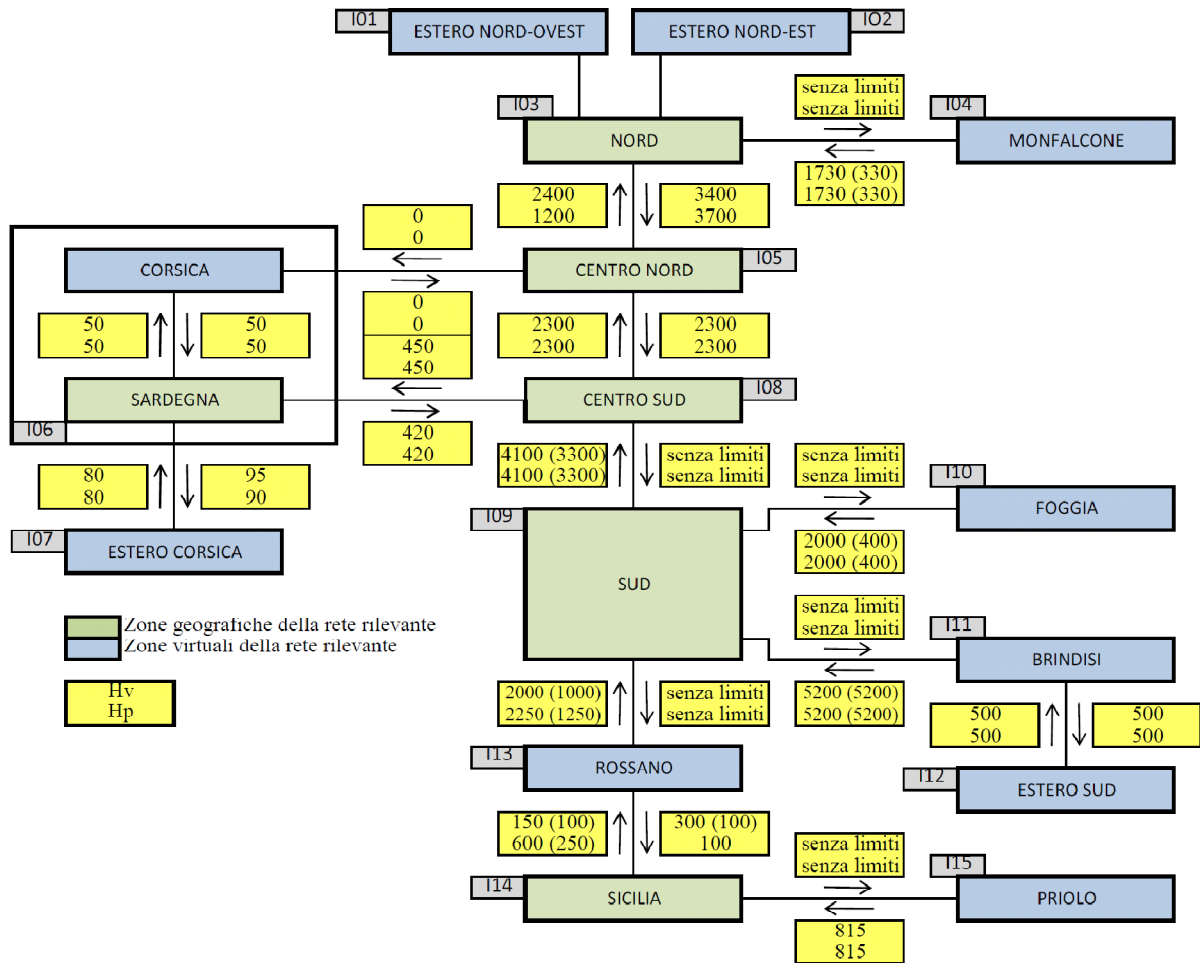 I01
ESTERO NORD-OVEST
ESTERO NORD-EST
IO2
I03
NORD
senza limiti
senza limiti
I04
MONFALCONE
1730 (330)
1730 (330)
2400
1200
3400
3700
0
0
CORSICA
CENTRO NORD
I05
0
0
450
450
50
50
50
50
2300
2300
2300
2300
SARDEGNA
I06
CENTRO SUD
I08
420
420
80
80
95
90
4100 (3300)
4100 (3300)
senza limiti
senza limiti
senza limiti
senza limiti
I10
FOGGIA
2000 (400)
2000 (400)
I07
ESTERO CORSICA
I09
SUD
Zone geografiche della rete rilevante
Zone virtuali della rete rilevante
Hv
Hp
senza limiti
senza limiti
I11
BRINDISI
5200 (5200)
5200 (5200)
2000 (1000)
2250 (1250)
senza limiti
senza limiti
500
500
500
500
I13
ROSSANO
I12
ESTERO SUD
150 (100)
600 (250)
300 (100)
100
senza limiti
senza limiti
I14
SICILIA
I15
PRIOLO
815
815